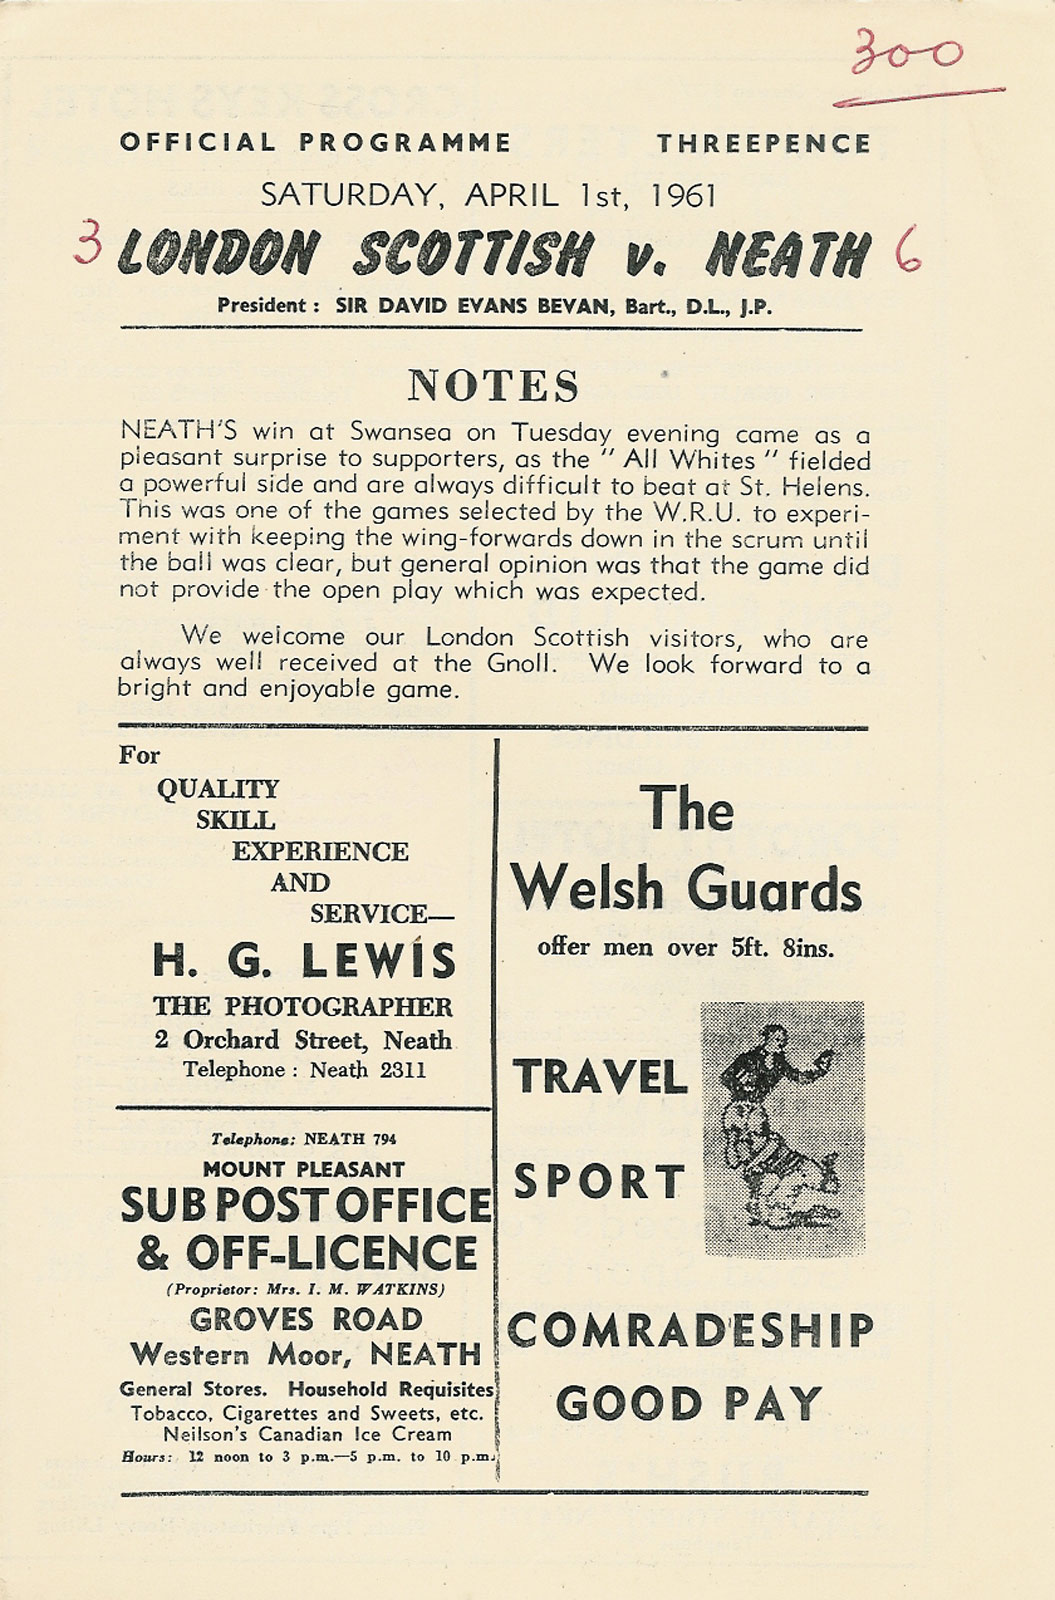 300
OFFICIAL PROGRAMME THREEPENCE
SATURDAY, APRIL 1st, 1961
3 LONDON SCOTTISH v. NEATH 6
President : SIR DAVID EVANS BEVAN, Bart., D.L., J.P.
NOTES
NEATH'S win at Swansea on Tuesday evening came as a
pleasant surprise to supporters, as the " All Whites " fielded
a powerful side and are always difficult to beat at St. Helens.
This was one of the games selected by the W.R.U. to experi-
ment with keeping the wing-forwards down in the scrum until
the ball was clear, but general opinion was that the game did
not provide the open play which was expected.
We welcome our London Scottish visitors, who are
always well received at the Gnoll. We look forward to a
bright and enjoyable game.
For
QUALITY
SKILL
EXPERIENCE
AND
SERVICE—
H. G. LEWIS
THE PHOTOGRAPHER
2 Orchard Street, Neath
Telephone : Neath 2311
Telephone: NEATH 794
MOUNT PLEASANT
SUB POST OFFICE
& OFF-LICENCE
(Proprietor: Mrs. I. M. WATKINS)
GROVES ROAD
Western Moor, NEATH
General Stores. Household Requisites
Tobacco, Cigarettes and Sweets, etc.
Neilson's Canadian Ice Cream
Hours: 12 noon to 3 p.m.—5 p.m. to 10 p.m.
The
Welsh Guards
offer men over 5ft. 8ins.
TRAVEL
SPORT
COMRADESHIP
GOOD PAY